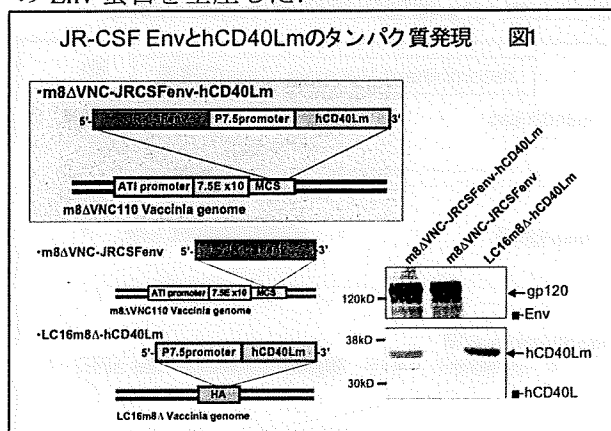 の Env 蛋白を生産した.
JR-CSF EnvとhCD40Lmのタンパク質発現 図1
・m8ΔVNC-JRCSFenv-hCD40Lm
5'- P7.5promoter hCD40Lm 3'
ATI promoter 7.5E x10 MCS
m8ΔVNC110 Vaccinia genome
・m8ΔVNC-JRCSFenv 5'- -3'
ATI promoter 7.5E x10 MCS
m8ΔVNC110 Vaccinia genome
・LC16m8Δ-hCD40Lm
5'- P7.5promoter hCD40Lm -3'
HA
LC16m8Δ Vaccinia genome
m8ΔVNC-JRCSFenv-hCD40Lm
m8ΔVNC-JRCSFenv
LC16m8Δ-hCD40Lm
120kD
gp120
Env
38kD
hCD40Lm
30kD
hCD40L